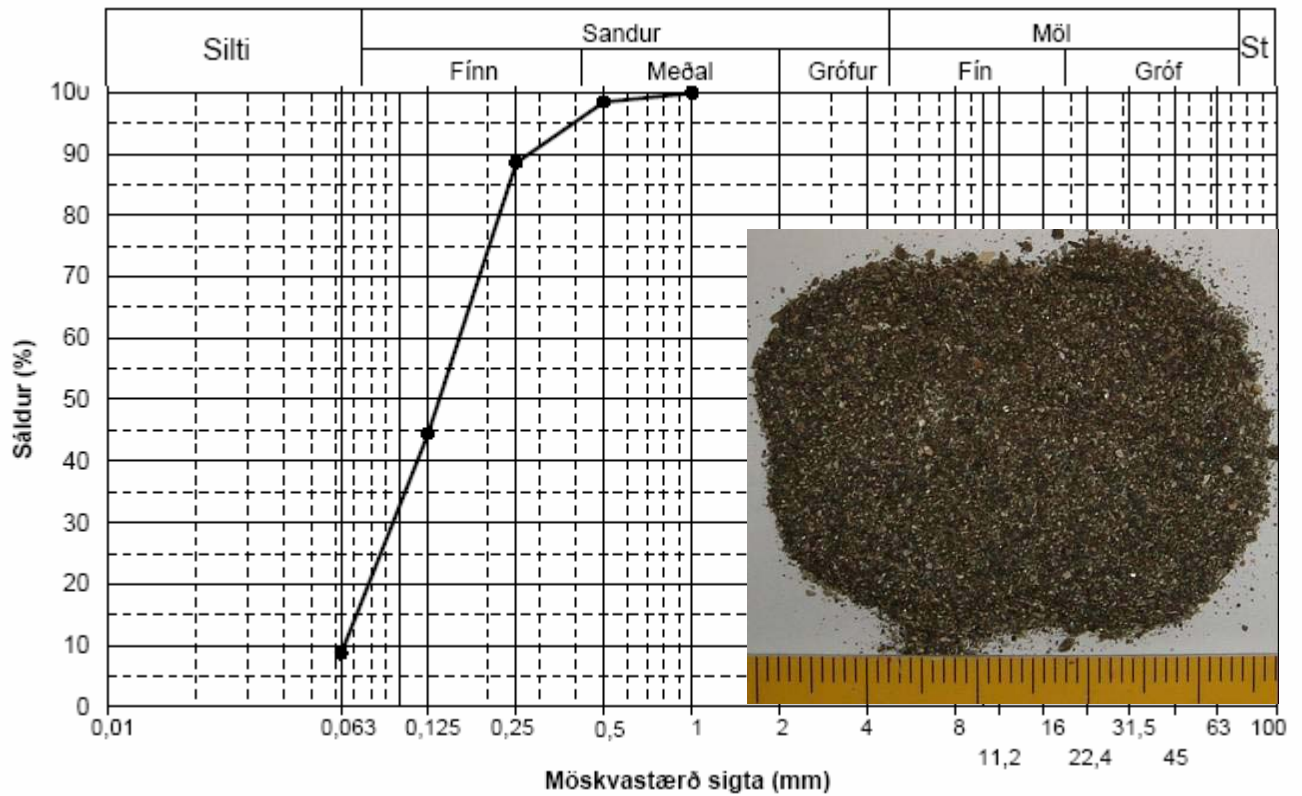 Silti Sandur Möl St
Fínn Meðal Grófur Fín Gróf
100
90
80
70
60
50
40
30
20
10
0
Sáldur (%)
0,01 0,063 0,125 0,25 0,5 1 2 4 8 16 31,5 63 100
11,2 22,4 45
Möskvastærð sigta (mm)